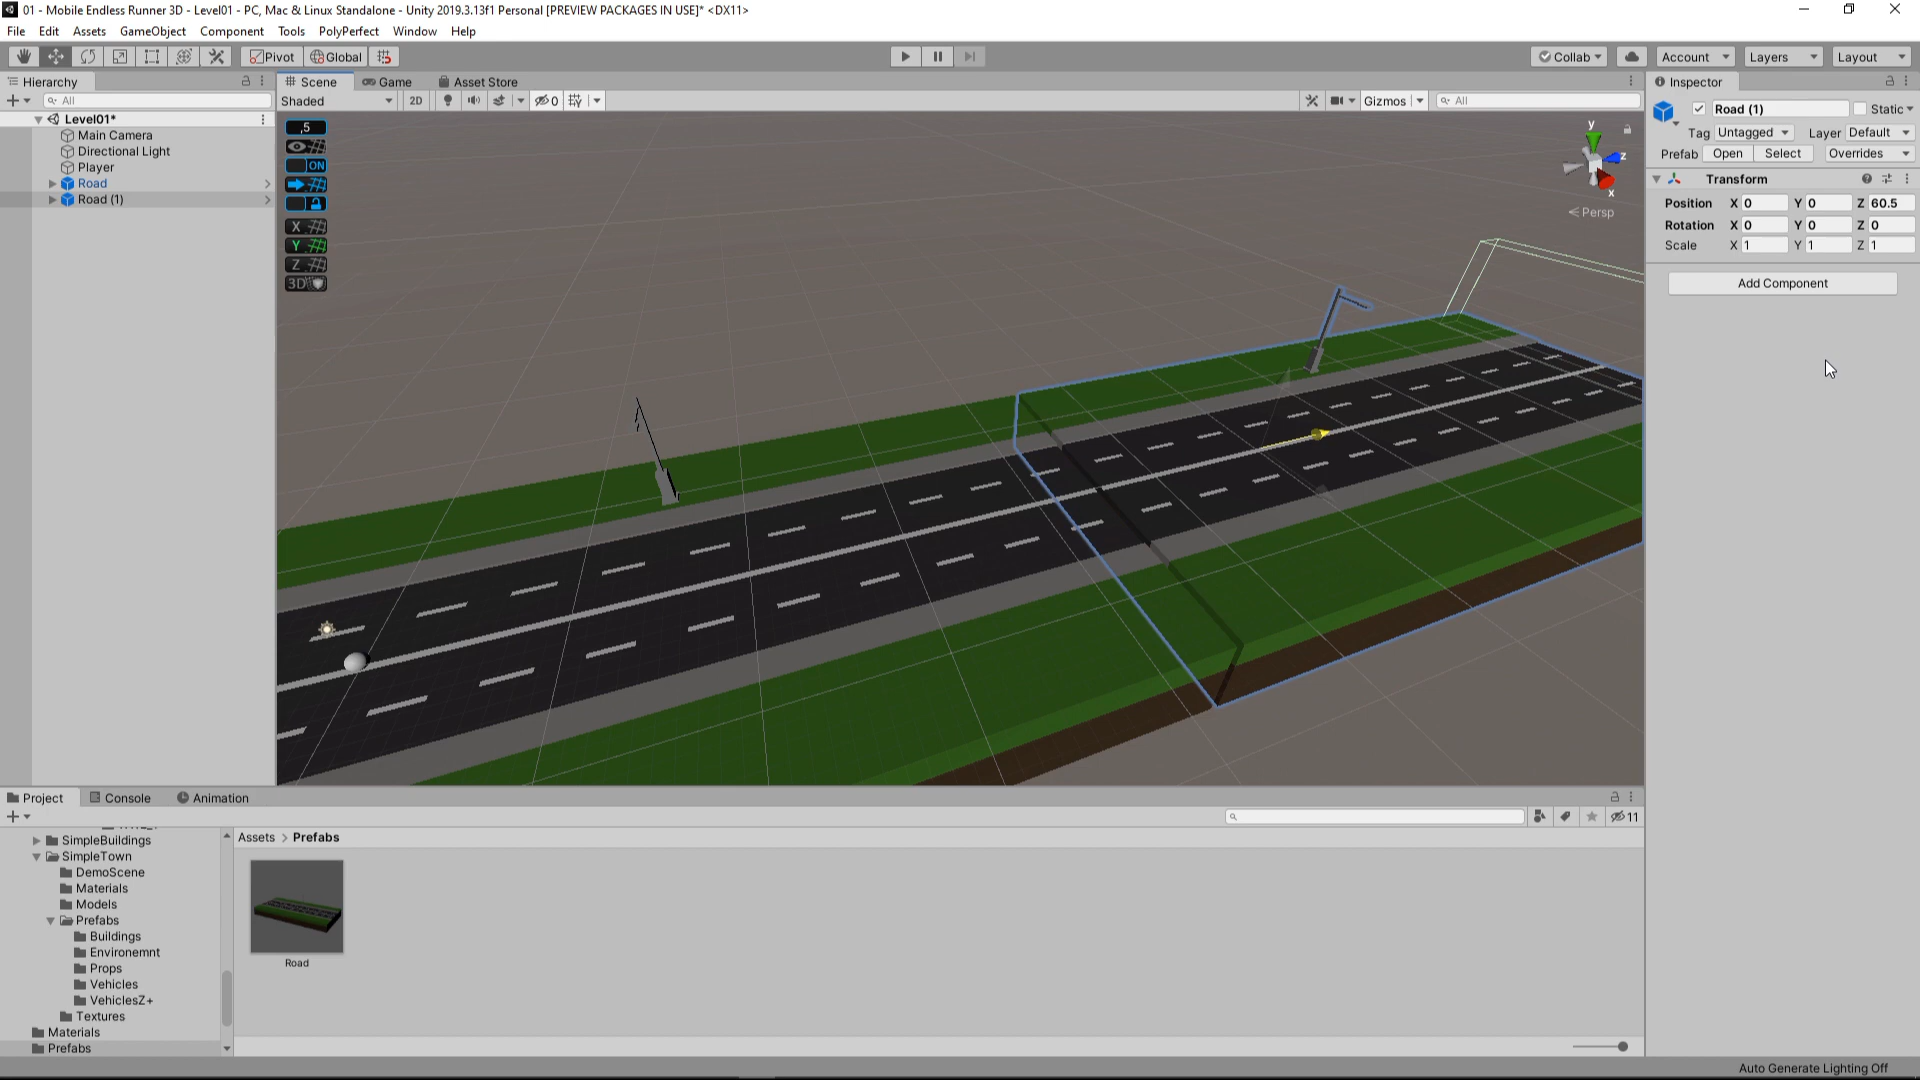 01 - Mobile Endless Runner 3D - Level01 - PC, Mac & Linux Standalone - Unity 2019.3.13f1 Personal [PREVIEW PACKAGES IN USE]* <DX11>
File Edit Assets GameObject Component Tools PolyPerfect Window Help
Pivot Global Collab Account Layers Layout
Hierarchy
All
Level01*
Main Camera
Directional Light
Player
Road
Road (1)
Scene Game Asset Store
Shaded 2D 0 Gizmos All
,5
ON
X
Y
Z
3D
y
z
x
Persp
Inspector
Road (1) Static
Tag Untagged Layer Default
Prefab Open Select Overrides
Transform
Position X 0 Y 0 Z 60.5
Rotation X 0 Y 0 Z 0
Scale X 1 Y 1 Z 1
Add Component
Project Console Animation
11
SimpleBuildings
SimpleTown
DemoScene
Materials
Models
Prefabs
Buildings
Environemnt
Props
Vehicles
VehiclesZ+
Textures
Materials
Prefabs
Assets > Prefabs
Road
Auto Generate Lighting Off